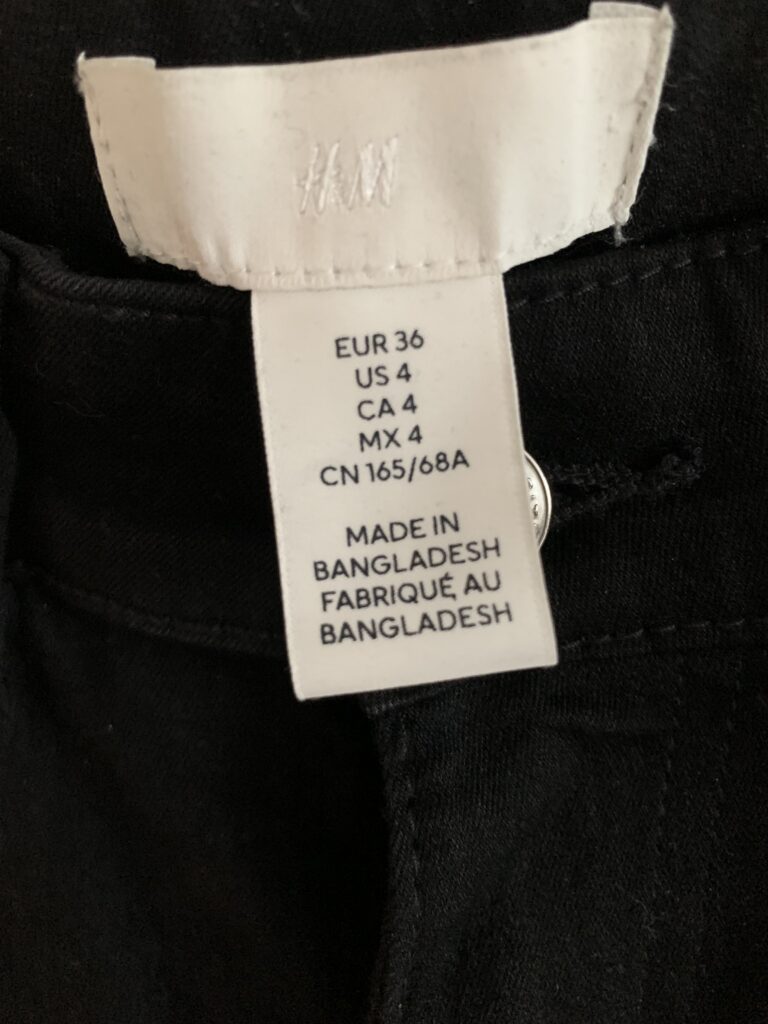 H&M
EUR 36
US 4
CA 4
MX 4
CN 165/68A
MADE IN
BANGLADESH
FABRIQUÉ AU
BANGLADESH